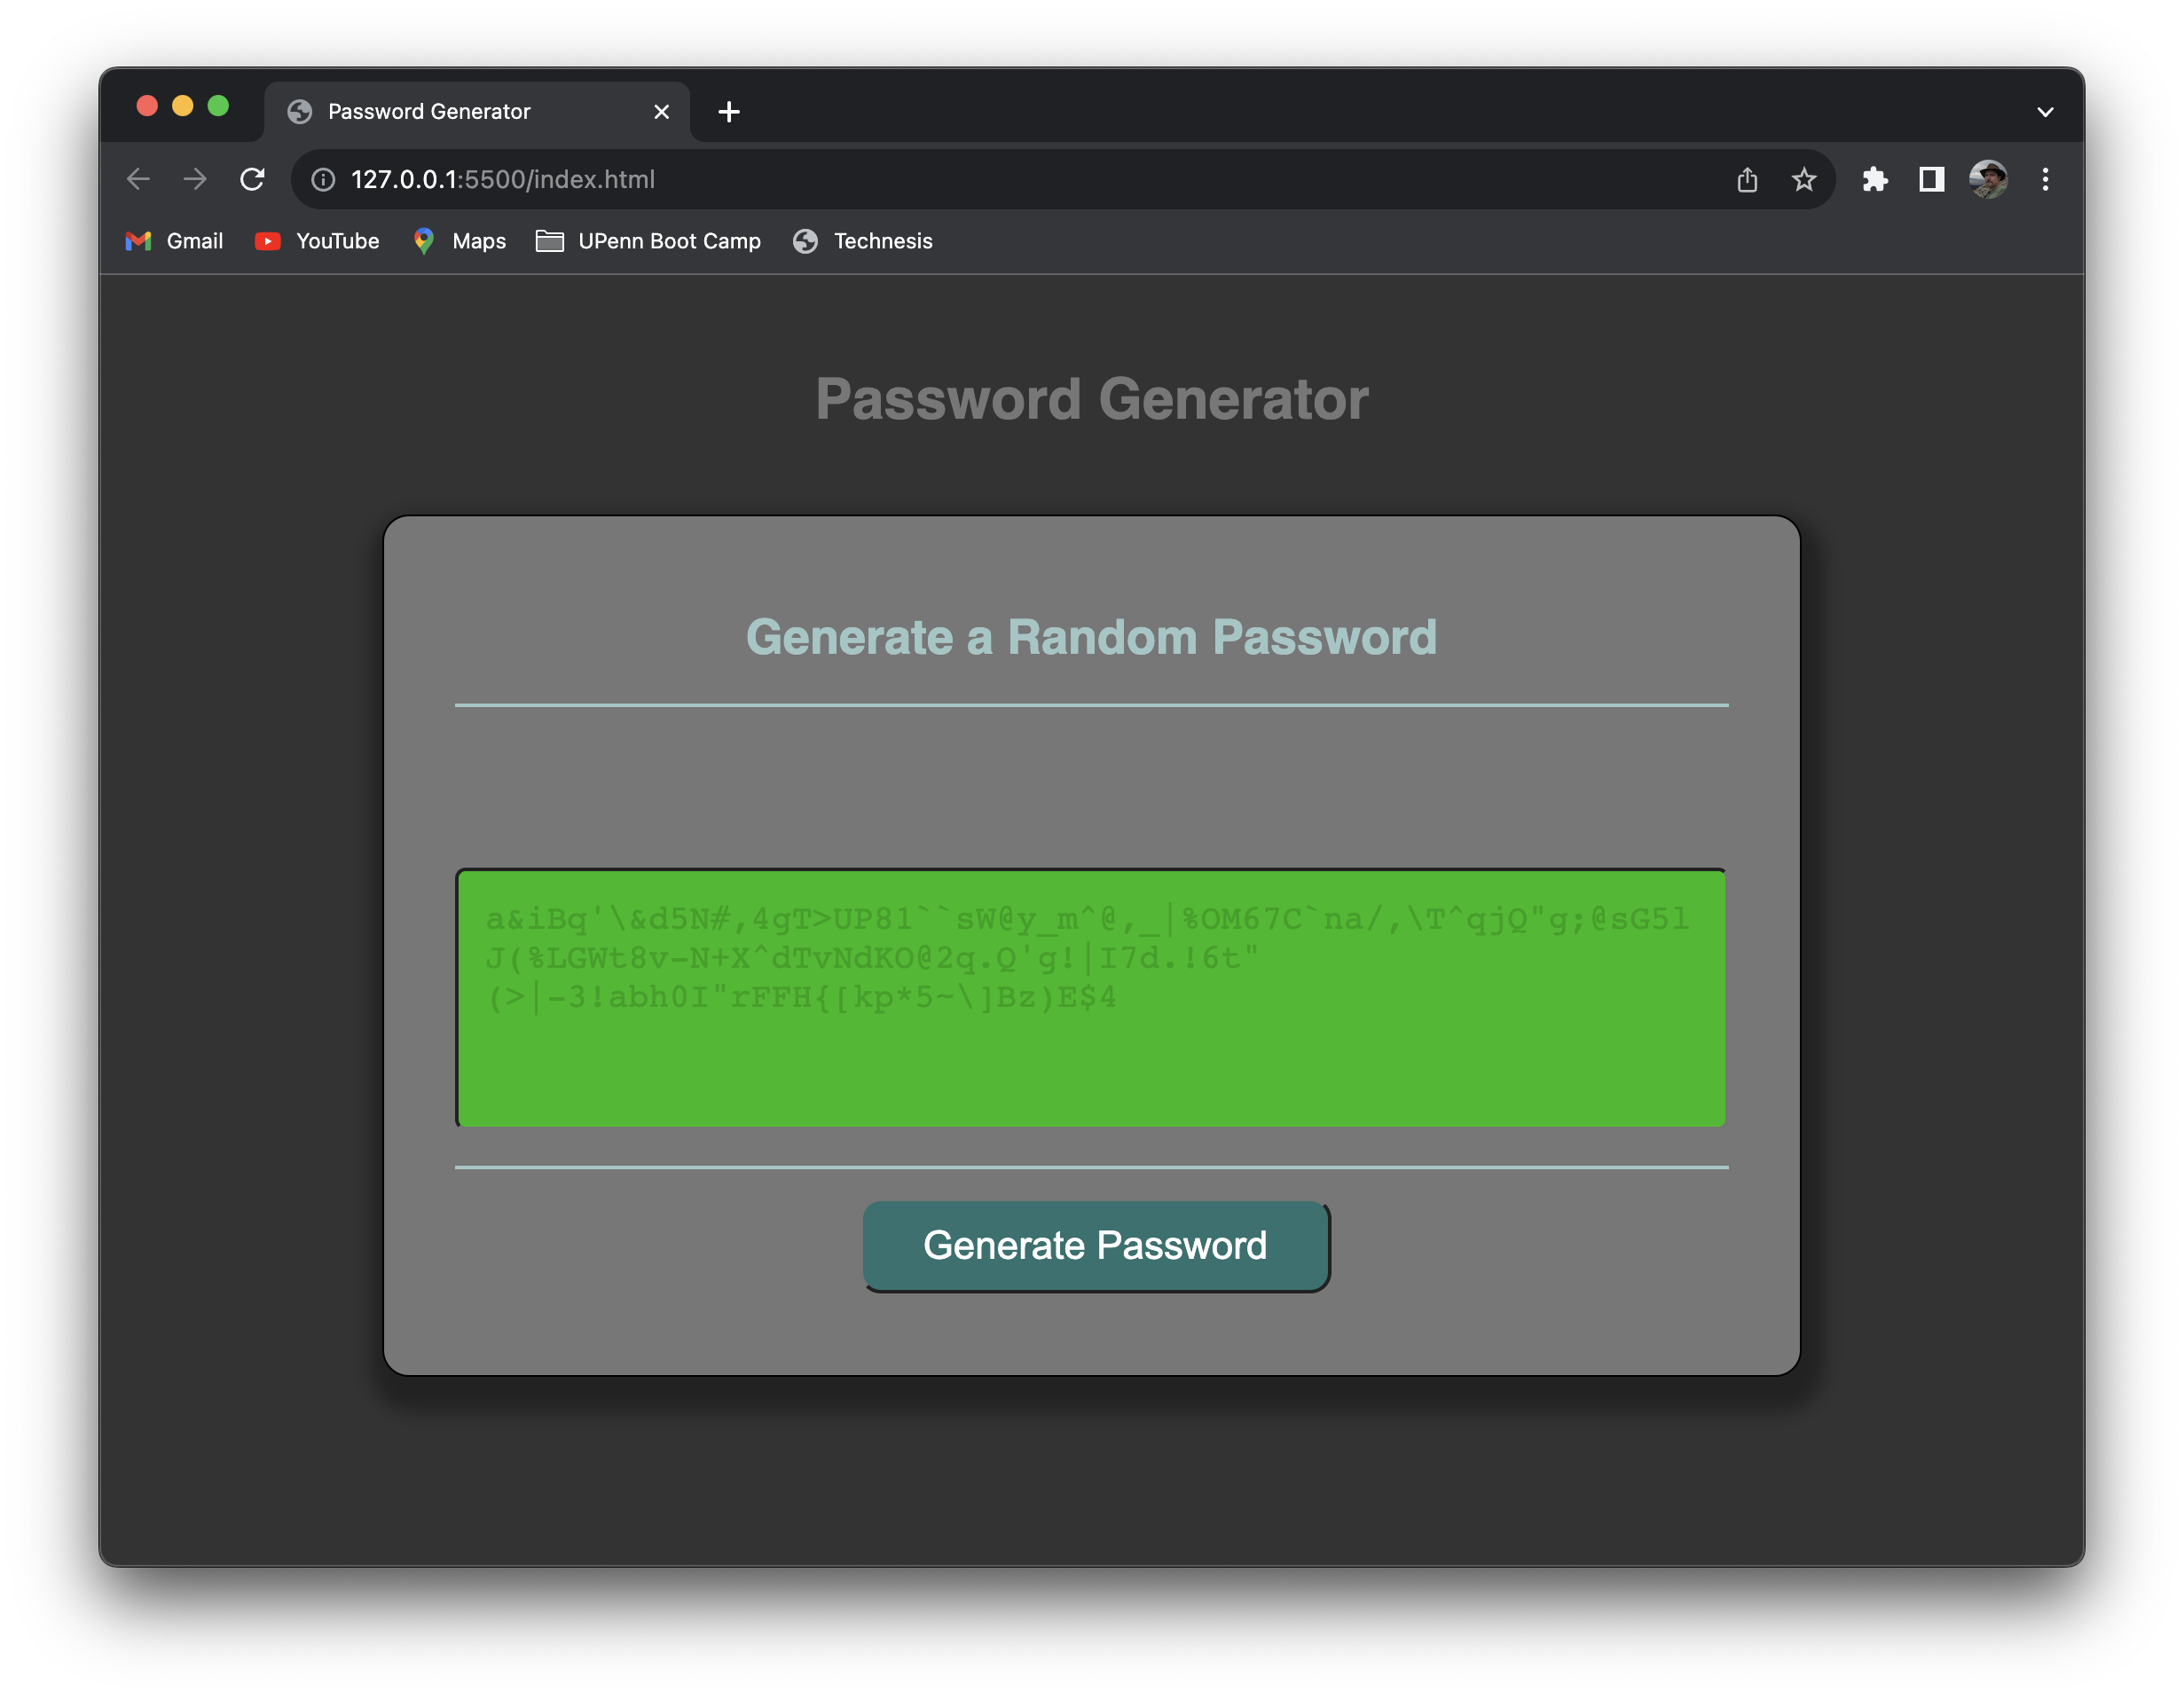 Password Generator
127.0.0.1:5500/index.html
Gmail YouTube Maps UPenn Boot Camp Technesis
Password Generator
Generate a Random Password
a&iBq'\&d5N#,4gT>UP81``sW@y_m^@,_|%OM67C`na/,\T^qjQ"g;@sG5l
J(%LGWt8v-N+X^dTvNdKO@2q.Q'g!|I7d.!6t"
(>|-3!abh0I"rFFH{[kp*5~\]Bz)E$4
Generate Password